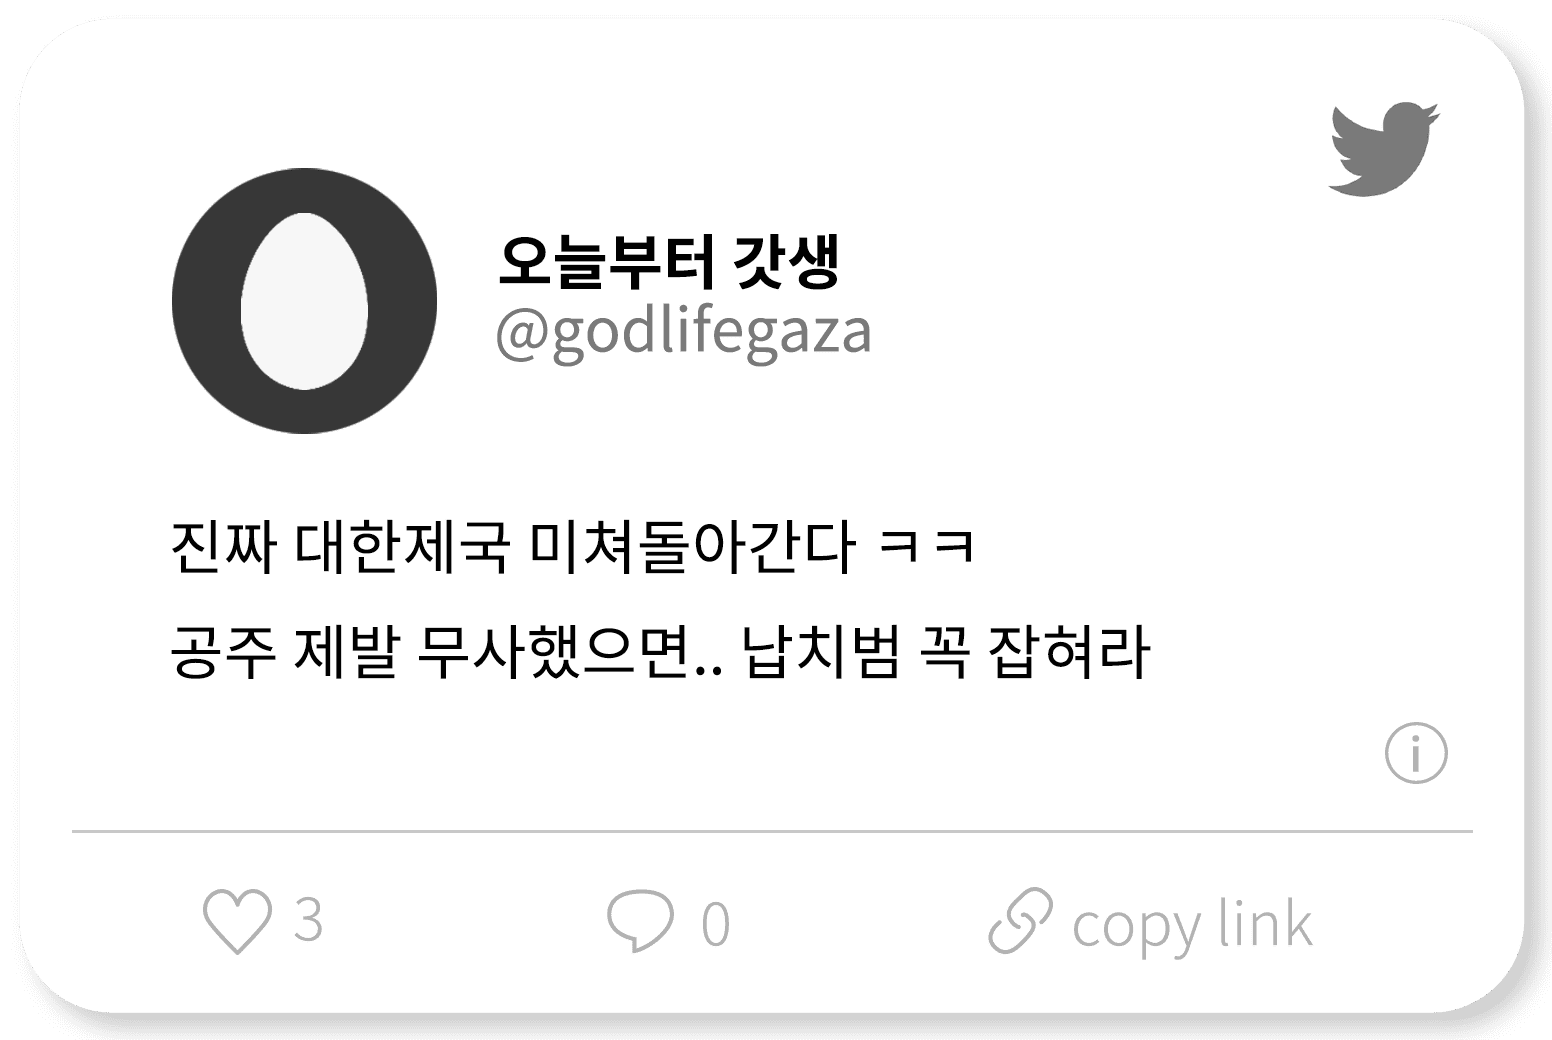 오늘부터 갓생
@godlifegaza
진짜 대한제국 미쳐돌아간다 ㅋㅋ
공주 제발 무사했으면.. 납치범 꼭 잡혀라
i
3
0
copy link